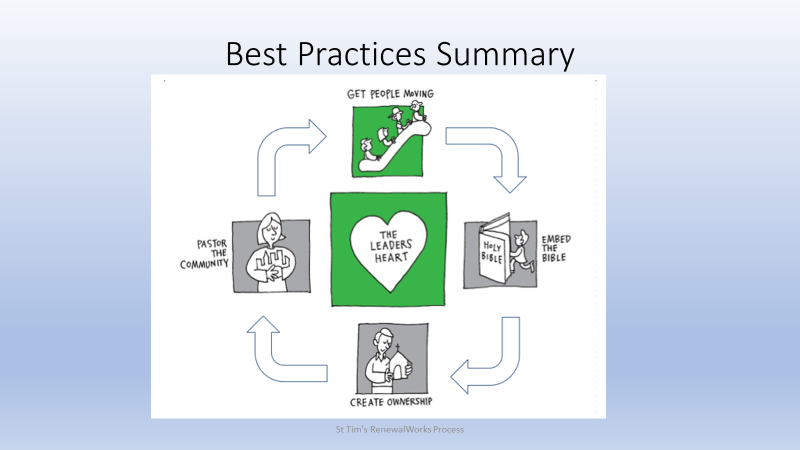 Best Practices Summary
GET PEOPLE MOVING
PASTOR
THE
COMMUNITY
THE
LEADERS
HEART
HOLY
BIBLE
EMBED
THE
BIBLE
CREATE OWNERSHIP
St Tim's RenewalWorks Process